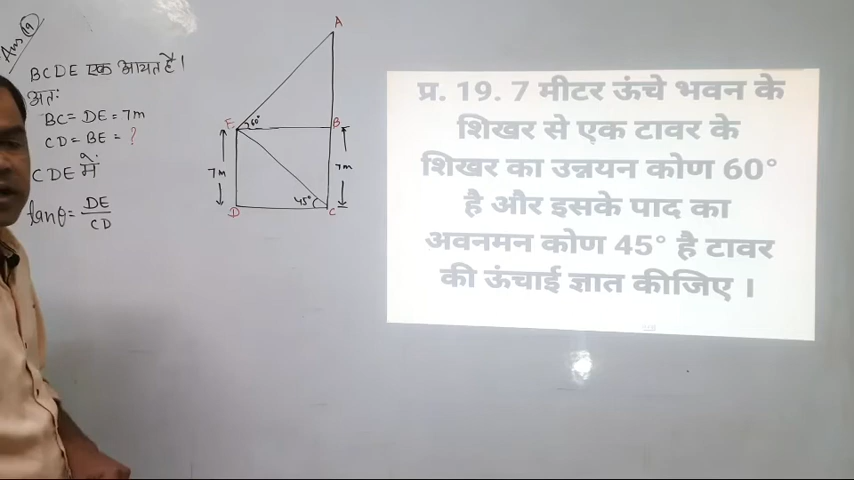 Ans 19
BCDE एक आयत है।
अतः
BC = DE = 7m
CD = BE = ?
CDE में
tanθ = DE/CD
A
E 60° B
7m 7m
45°
D C
प्र. 19. 7 मीटर ऊंचे भवन के
शिखर से एक टावर के
शिखर का उन्नयन कोण 60°
है और इसके पाद का
अवनमन कोण 45° है टावर
की ऊंचाई ज्ञात कीजिए ।